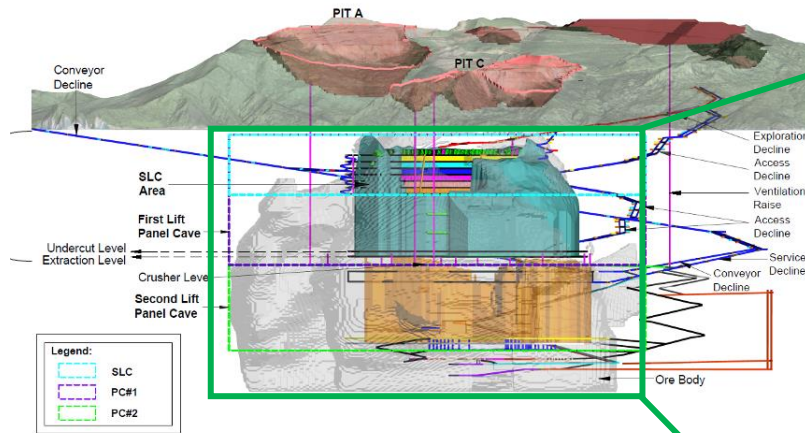 PIT A
PIT C
Conveyor
Decline
SLC
Area
First Lift
Panel Cave
Undercut Level
Extraction Level
Crusher Level
Second Lift
Panel Cave
Exploration
Decline
Access
Decline
Ventilation
Raise
Access
Decline
Service
Decline
Conveyor
Decline
Ore Body
Legend:
SLC
PC#1
PC#2